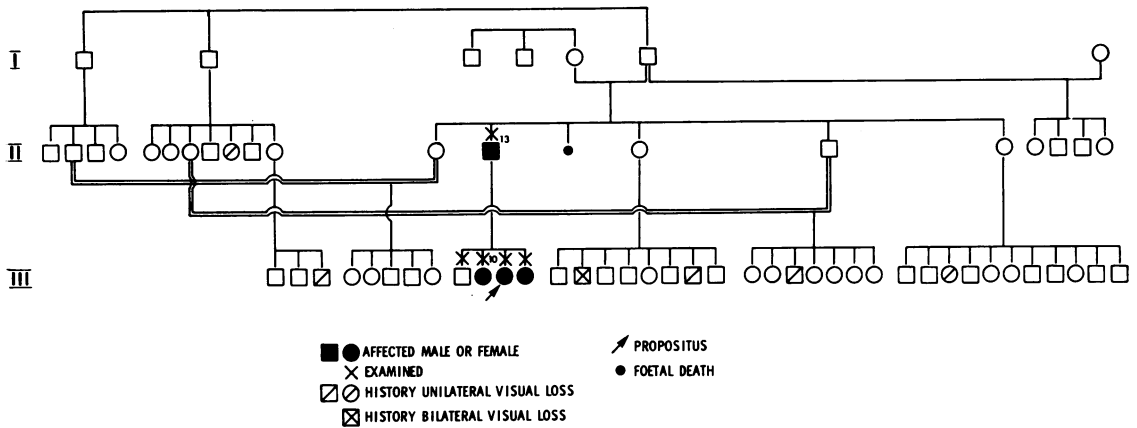 I
II
13
III
10
AFFECTED MALE OR FEMALE
EXAMINED
HISTORY UNILATERAL VISUAL LOSS
HISTORY BILATERAL VISUAL LOSS
PROPOSITUS
FOETAL DEATH